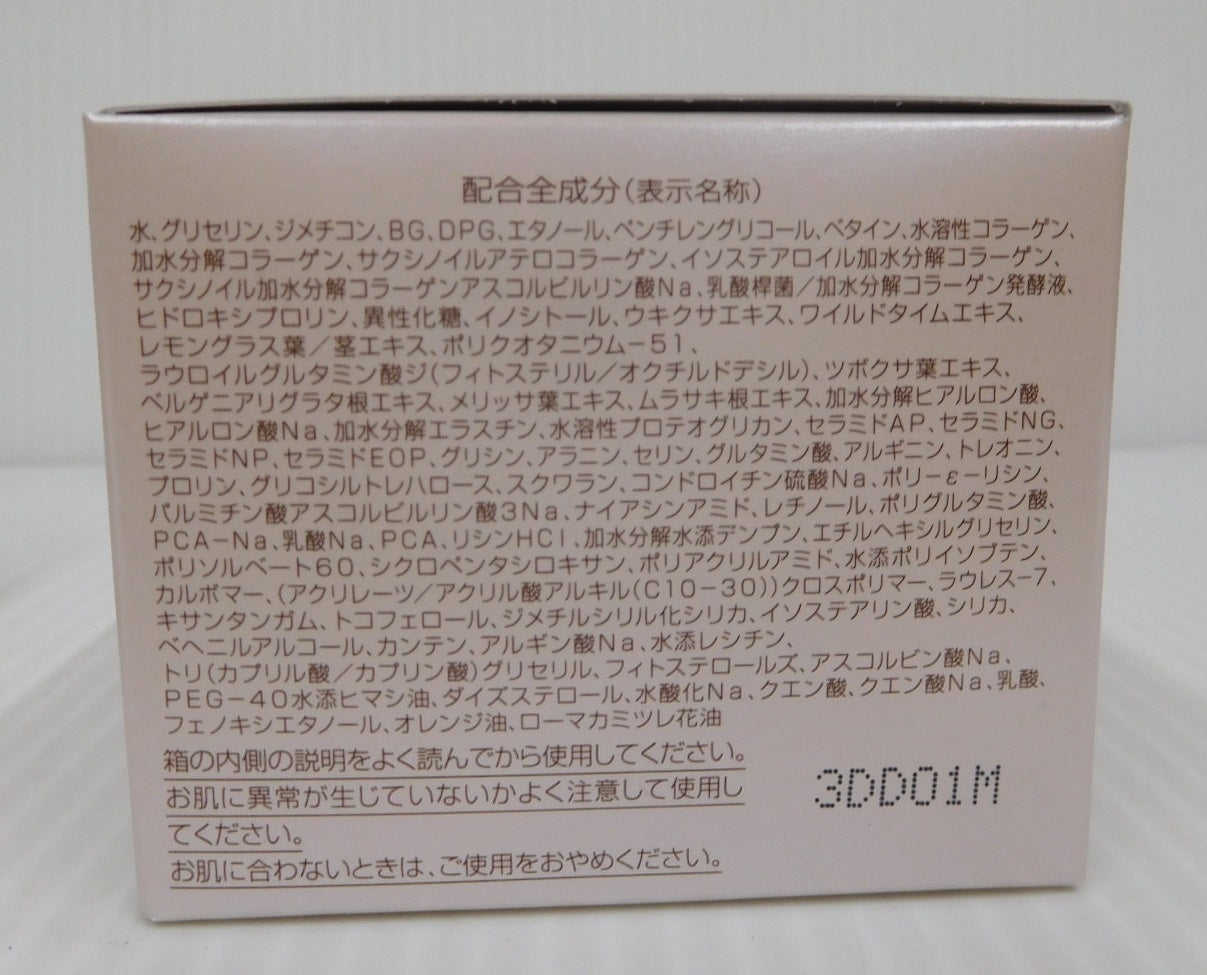 配合全成分(表示名称)
水、グリセリン、ジメチコン、BG、DPG、エタノール、ペンチレングリコール、ベタイン、水溶性コラーゲン、
加水分解コラーゲン、サクシノイルアテロコラーゲン、イソステアロイル加水分解コラーゲン、
サクシノイル加水分解コラーゲンアスコルビルリン酸Na、乳酸桿菌/加水分解コラーゲン発酵液、
ヒドロキシプロリン、異性化糖、イノシトール、ウキクサエキス、ワイルドタイムエキス、
レモングラス葉/茎エキス、ポリクオタニウム-51、
ラウロイルグルタミン酸ジ(フィトステリル/オクチルドデシル)、ツボクサ葉エキス、
ベルゲニアリグラタ根エキス、メリッサ葉エキス、ムラサキ根エキス、加水分解ヒアルロン酸、
ヒアルロン酸Na、加水分解エラスチン、水溶性プロテオグリカン、セラミドAP、セラミドNG、
セラミドNP、セラミドEOP、グリシン、アラニン、セリン、グルタミン酸、アルギニン、トレオニン、
プロリン、グリコシルトレハロース、スクワラン、コンドロイチン硫酸Na、ポリ-ε-リシン、
パルミチン酸アスコルビルリン酸3Na、ナイアシンアミド、レチノール、ポリグルタミン酸、
PCA-Na、乳酸Na、PCA、リシンHCl、加水分解水添デンプン、エチルヘキシルグリセリン、
ポリソルベート60、シクロペンタシロキサン、ポリアクリルアミド、水添ポリイソブテン、
カルボマー、(アクリレーツ/アクリル酸アルキル(C10-30))クロスポリマー、ラウレス-7、
キサンタンガム、トコフェロール、ジメチルシリル化シリカ、イソステアリン酸、シリカ、
ベヘニルアルコール、カンテン、アルギン酸Na、水添レシチン、
トリ(カプリル酸/カプリン酸)グリセリル、フィトステロールズ、アスコルビン酸Na、
PEG-40水添ヒマシ油、ダイズステロール、水酸化Na、クエン酸、クエン酸Na、乳酸、
フェノキシエタノール、オレンジ油、ローマカミツレ花油
箱の内側の説明をよく読んでから使用してください。
お肌に異常が生じていないかよく注意して使用し
てください。
お肌に合わないときは、ご使用をおやめください。
3DD01M